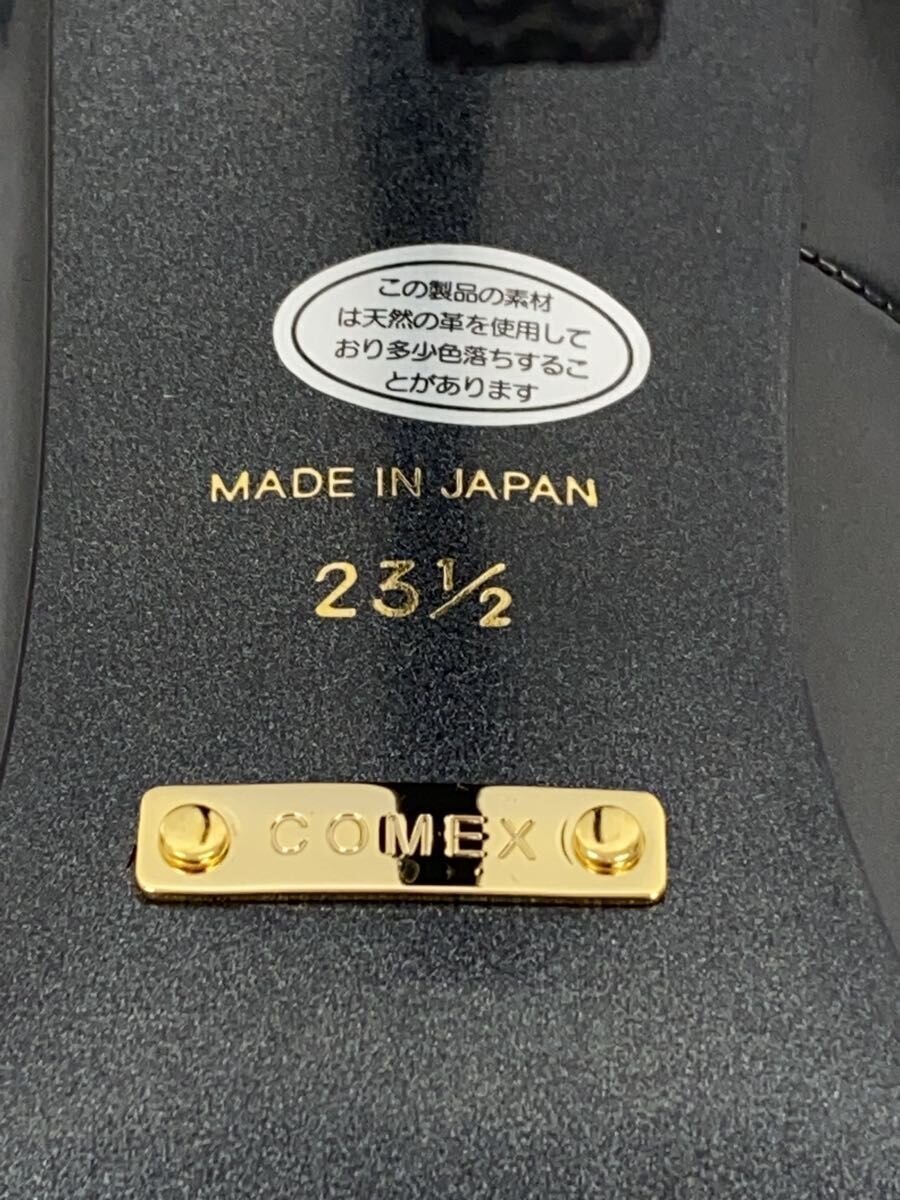 この製品の素材
は天然の革を使用して
おり多少色落ちするこ
とがあります
MADE IN JAPAN
23½
COMEX